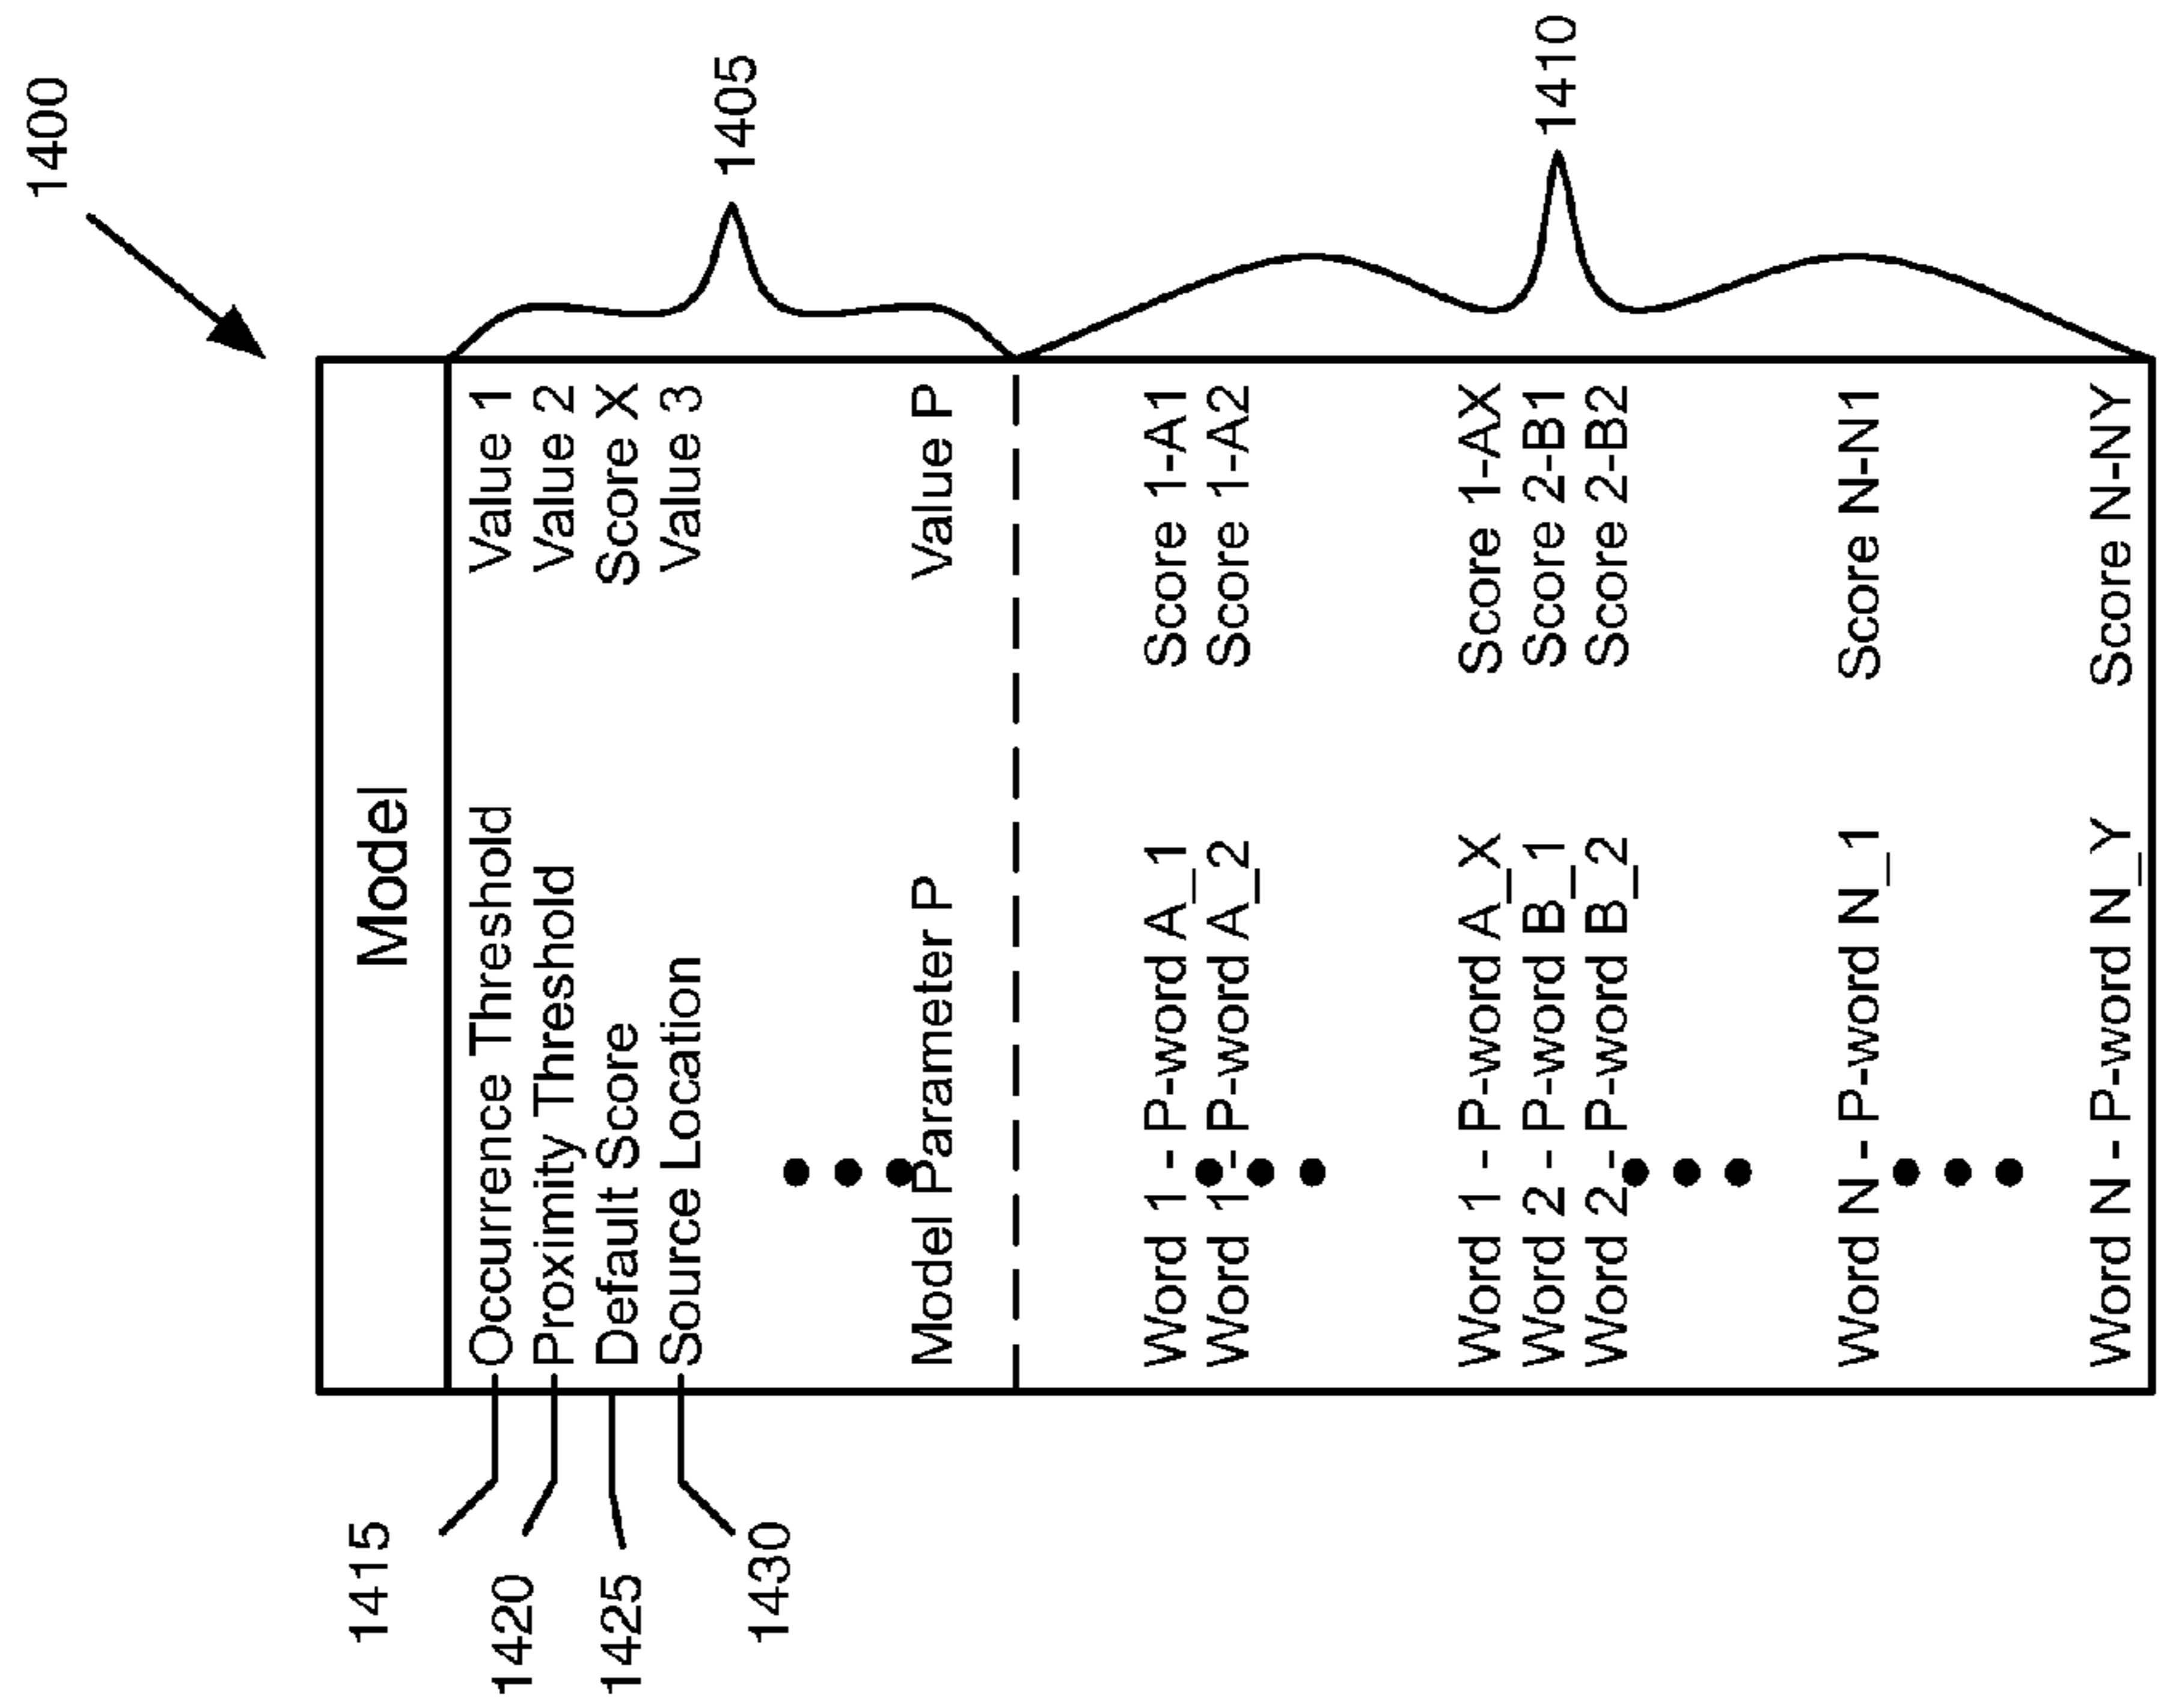 1400
Model
1415
Occurrence Threshold Value 1
1420
Proximity Threshold Value 2
1425
Default Score Score X
1430
Source Location Value 3
1405
Model Parameter P Value P
Word 1 - P-word A_1 Score 1-A1
Word 1 - P-word A_2 Score 1-A2
Word 1 - P-word A_X Score 1-AX
1410
Word 2 - P-word B_1 Score 2-B1
Word 2 - P-word B_2 Score 2-B2
Word N - P-word N_1 Score N-N1
Word N - P-word N_Y Score N-NY